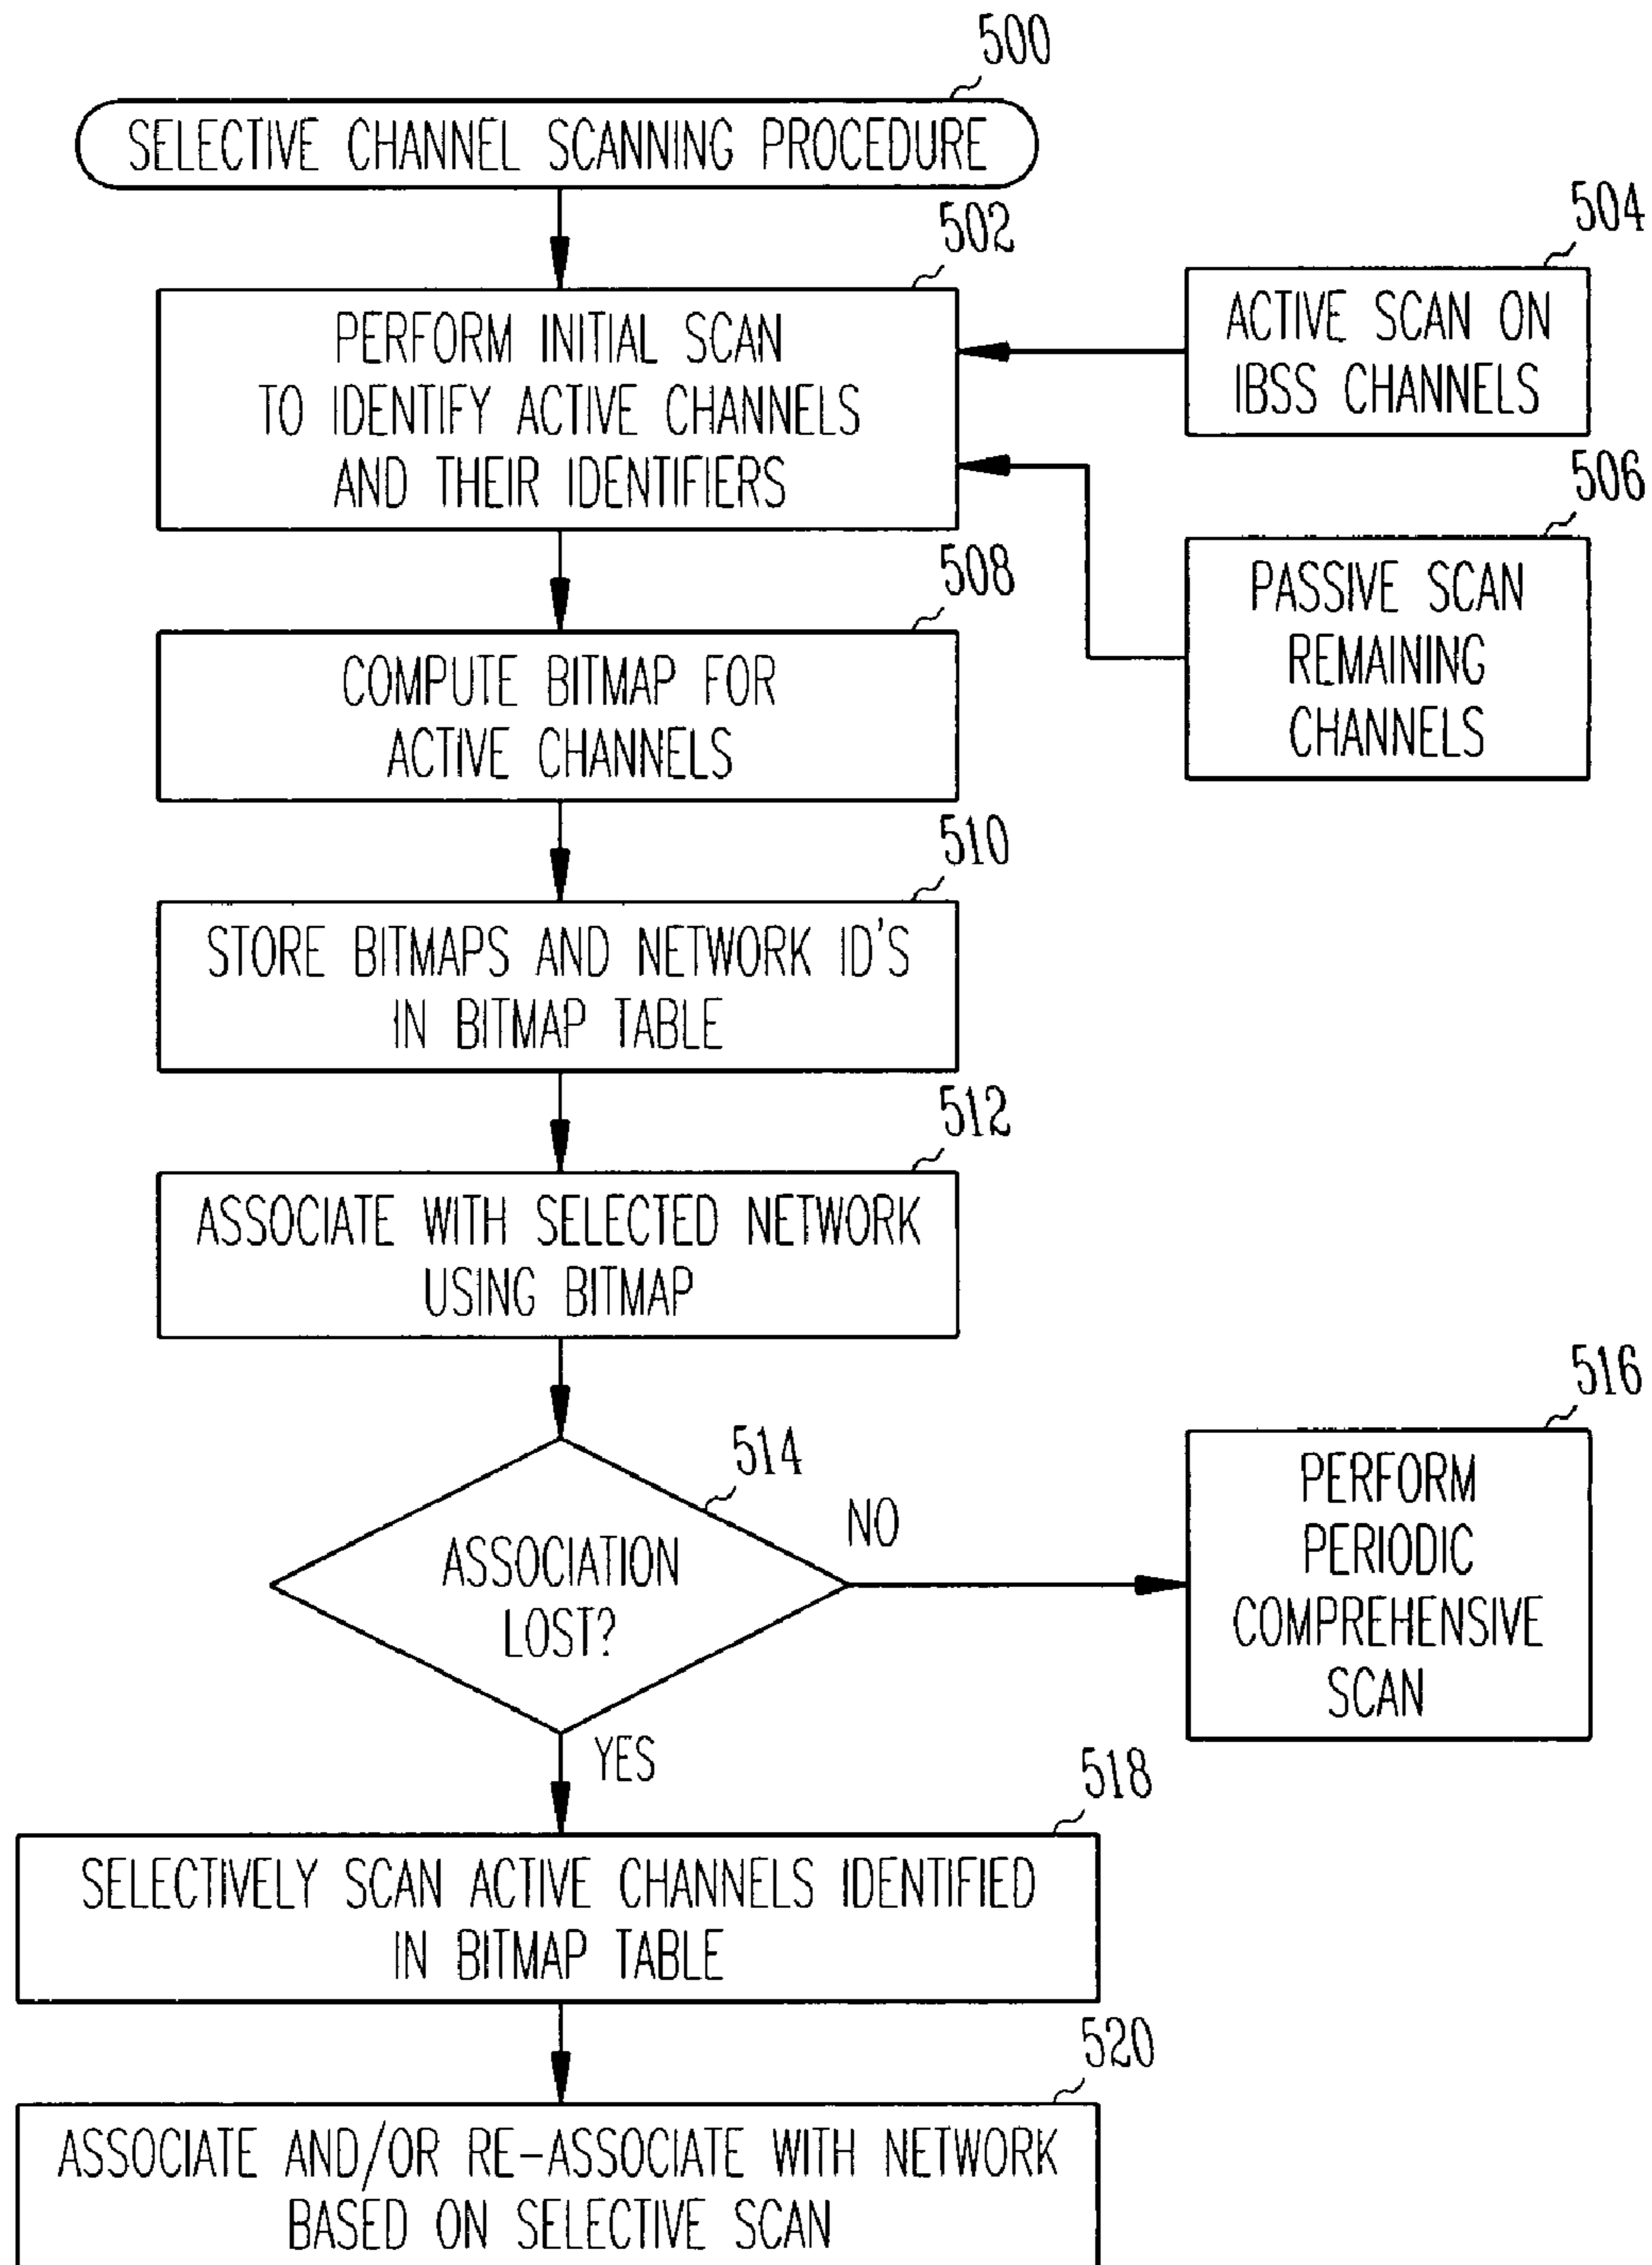 500
SELECTIVE CHANNEL SCANNING PROCEDURE
502
PERFORM INITIAL SCAN
TO IDENTIFY ACTIVE CHANNELS
AND THEIR IDENTIFIERS
504
ACTIVE SCAN ON
IBSS CHANNELS
506
PASSIVE SCAN
REMAINING
CHANNELS
508
COMPUTE BITMAP FOR
ACTIVE CHANNELS
510
STORE BITMAPS AND NETWORK ID'S
IN BITMAP TABLE
512
ASSOCIATE WITH SELECTED NETWORK
USING BITMAP
514
ASSOCIATION
LOST?
NO
516
PERFORM
PERIODIC
COMPREHENSIVE
SCAN
YES
518
SELECTIVELY SCAN ACTIVE CHANNELS IDENTIFIED
IN BITMAP TABLE
520
ASSOCIATE AND/OR RE-ASSOCIATE WITH NETWORK
BASED ON SELECTIVE SCAN